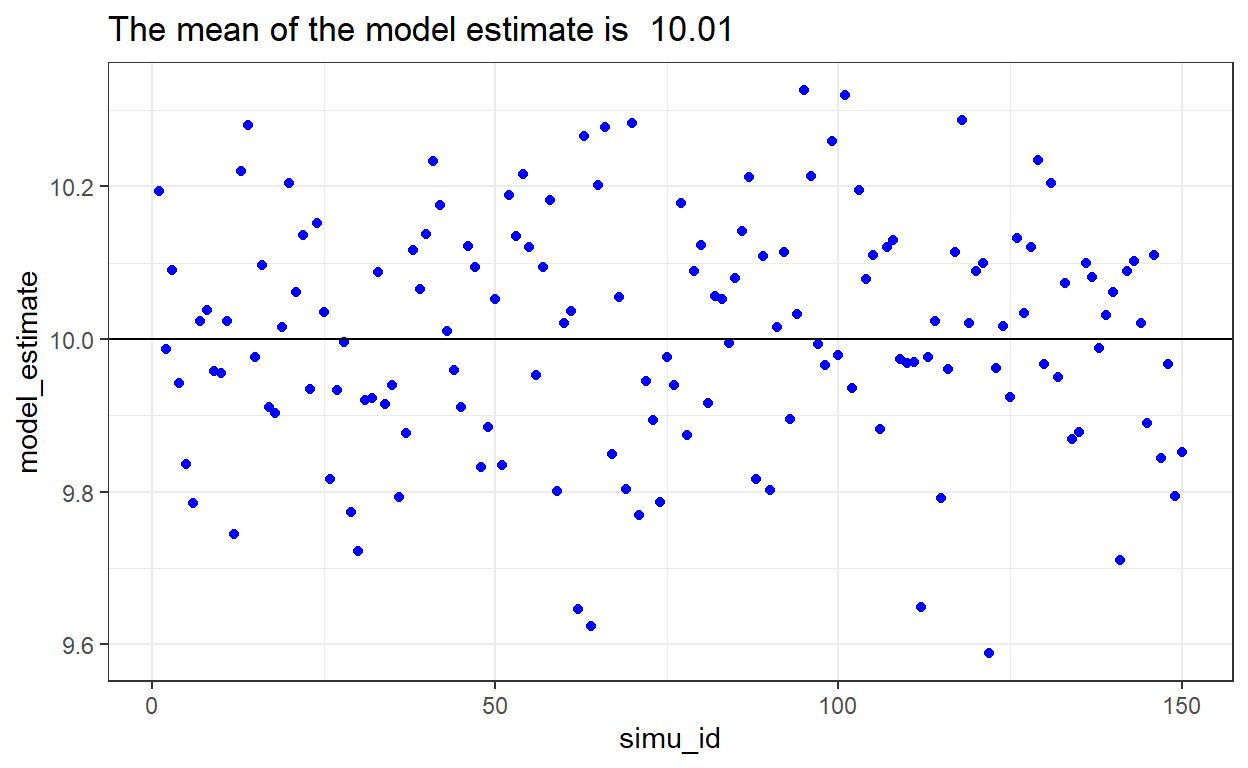 The mean of the model estimate is  10.01
model_estimate
10.2
10.0
9.8
9.6
0 50 100 150
simu_id